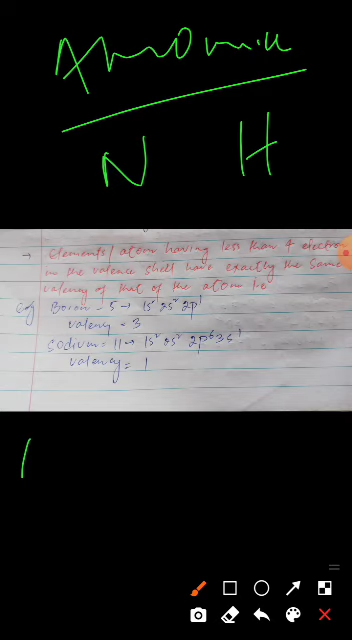 N H
→ Elements/atom having less than 4 electro
in the valence shell have exactly the same
valency of that of the atom i.e
eg Boron - 5 → 1s² 2s² 2p¹
valency = 3
Sodium = 11 → 1s² 2s² 2p⁶ 3s¹
valency = 1